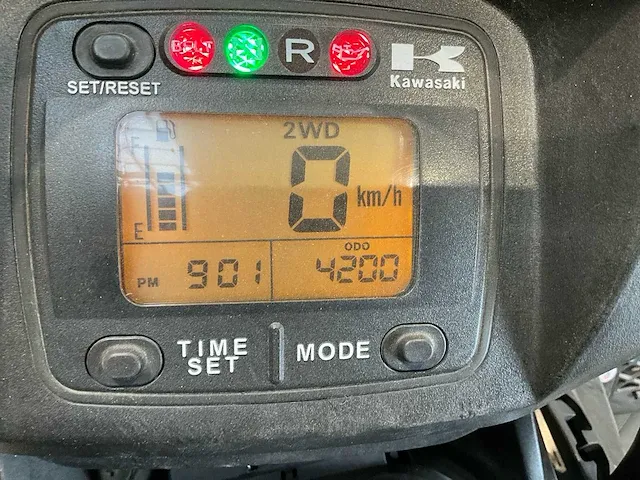 BELT N R
Kawasaki
SET/RESET
F
2WD
0 km/h
E
ODO
PM 901 4200
TIME
SET
MODE